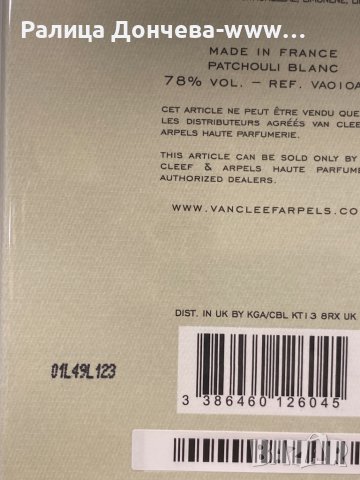 Ралица Дончева-www...
LIMONENE,
MADE IN FRANCE
PATCHOULI BLANC
78% VOL. – REF. VA010A
CET ARTICLE NE PEUT ÊTRE VENDU QUE
LES DISTRIBUTEURS AGRÉÉS VAN CLEE
ARPELS HAUTE PARFUMERIE.
THIS ARTICLE CAN BE SOLD ONLY BY
CLEEF & ARPELS HAUTE PARFUME
AUTHORIZED DEALERS.
WWW.VANCLEEFARPELS.CO
DIST. IN UK BY KGA/CBL KT13 8RX UK
01L49L123
3 386460 126045